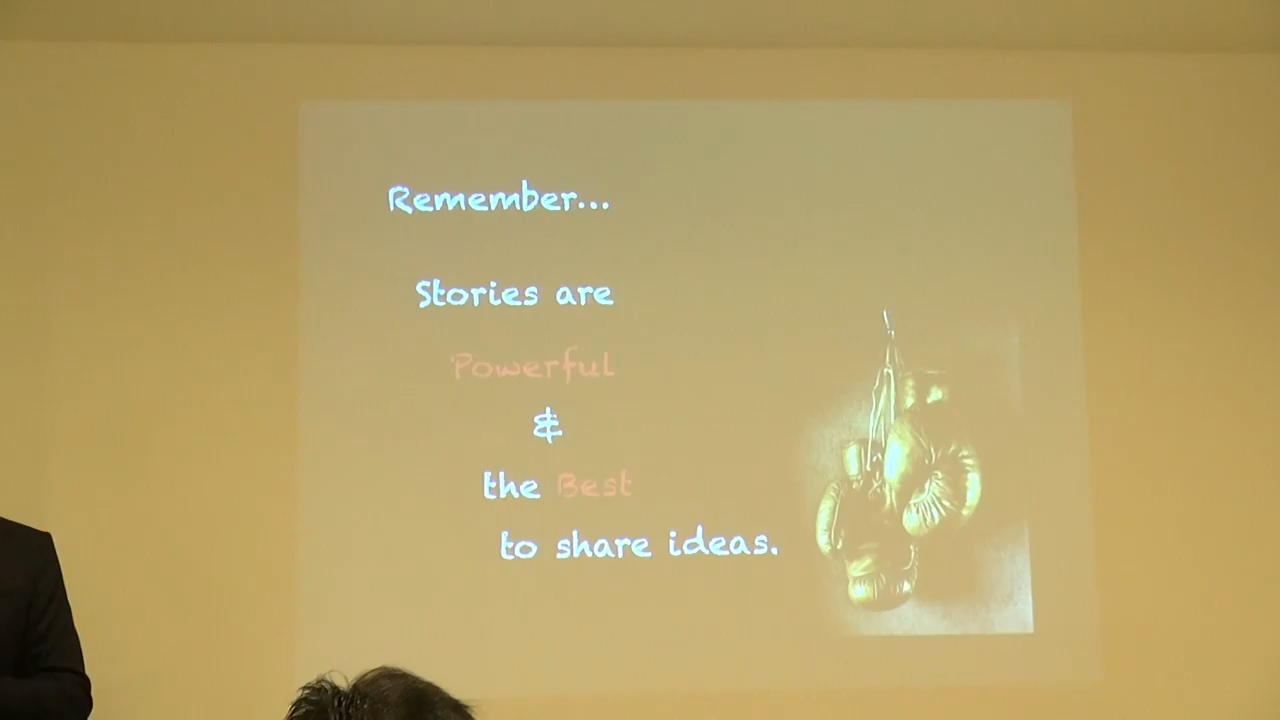 Remember...
Stories are
Powerful
&
the Best
to share ideas.